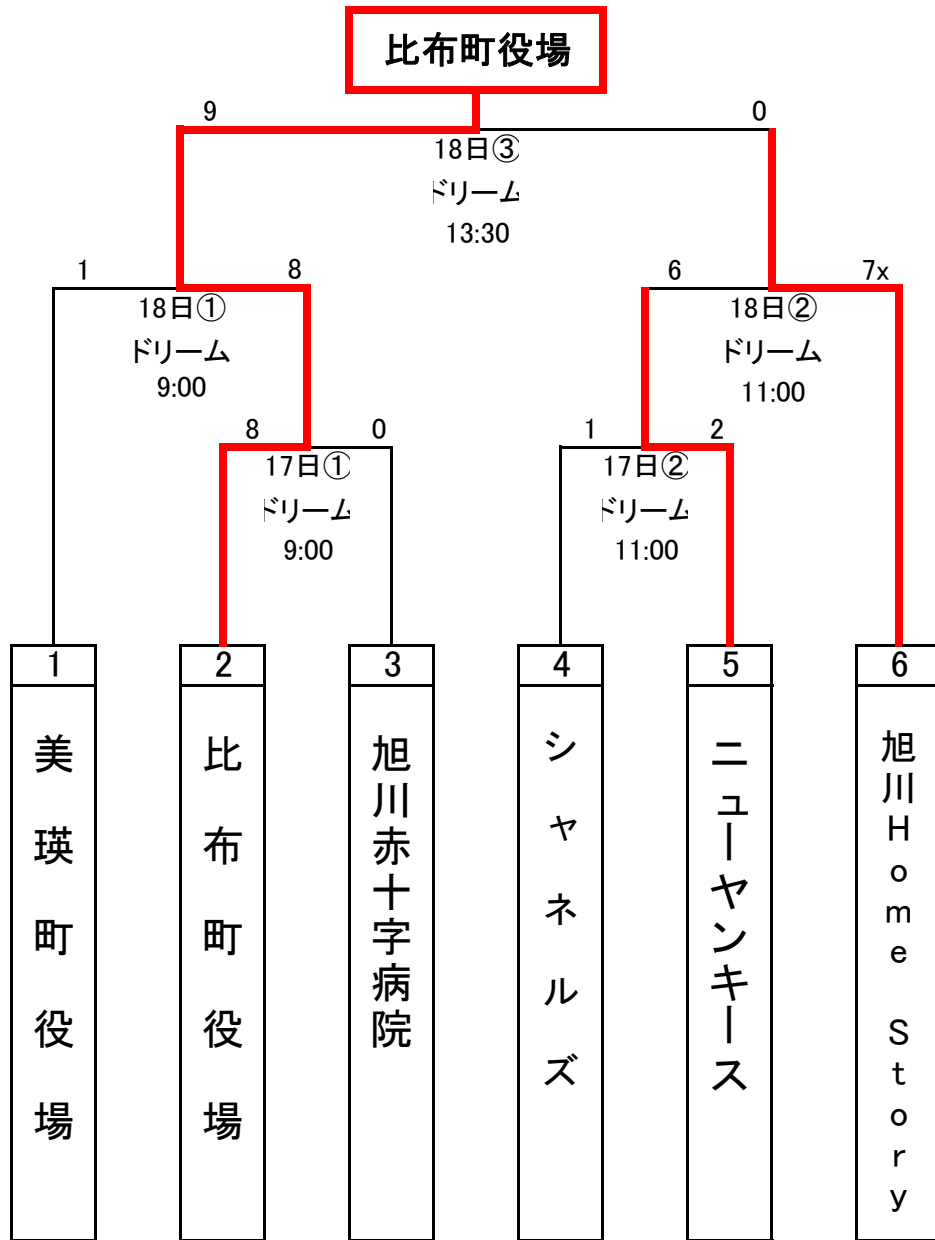 比布町役場
9
0
18日③
ドリーム
13:30
1
8
6
7x
18日①
ドリーム
9:00
18日②
ドリーム
11:00
8
0
1
2
17日①
ドリーム
9:00
17日②
ドリーム
11:00
1
2
3
4
5
6
美瑛町役場
比布町役場
旭川赤十字病院
シャネルズ
ニューヤンキース
旭川Home Story